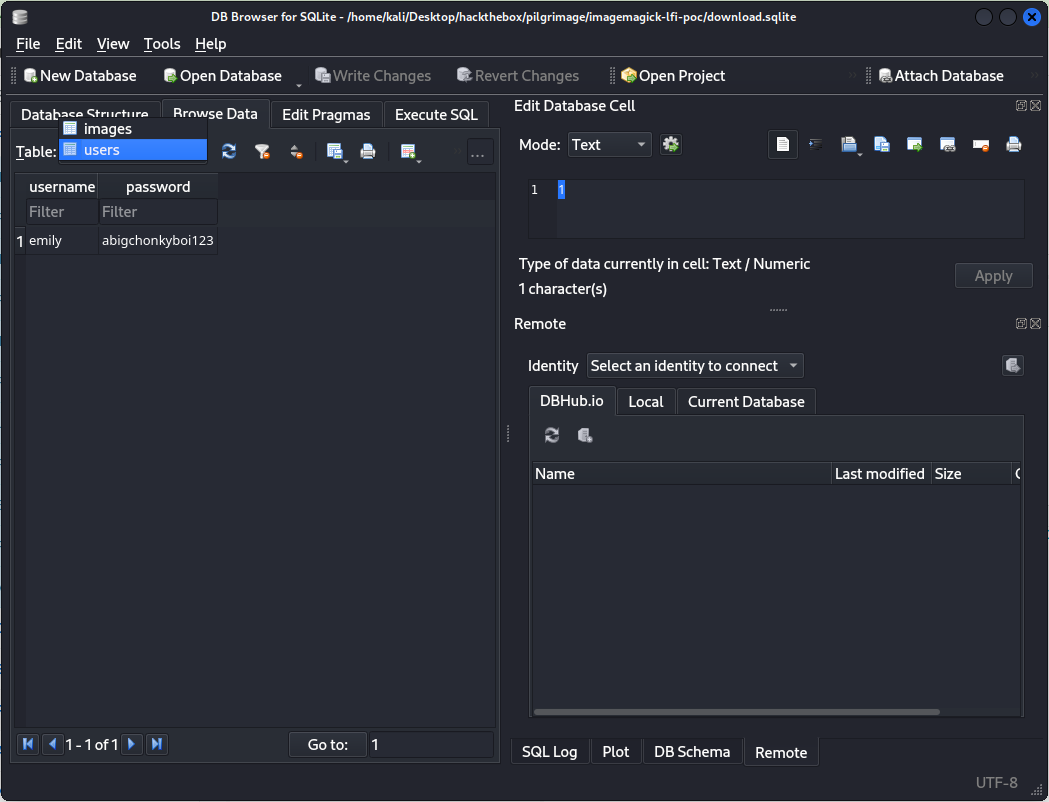 DB Browser for SQLite - /home/kali/Desktop/hackthebox/pilgrimage/imagemagick-lfi-poc/download.sqlite
File Edit View Tools Help
New Database Open Database Write Changes Revert Changes Open Project » Attach Database »
Database Structure Browse Data Edit Pragmas Execute SQL
images
Table: users ...
username password
Filter Filter
1 emily abigchonkyboi123
1 - 1 of 1 Go to: 1
Edit Database Cell
Mode: Text
1 1
Type of data currently in cell: Text / Numeric
1 character(s)
Apply
Remote
Identity Select an identity to connect
DBHub.io Local Current Database
Name Last modified Size
SQL Log Plot DB Schema Remote
UTF-8